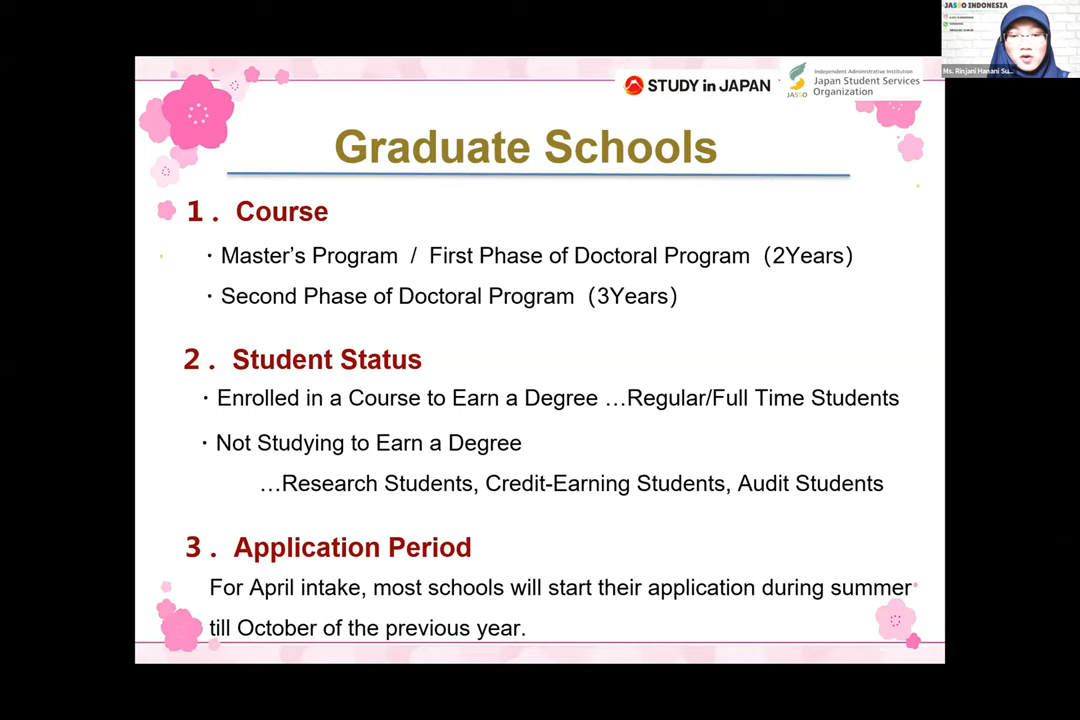 JASSO INDONESIA
Ms. Rinjani Hanani Su...
STUDY in JAPAN
JASSO
Independent Administrative Institution
Japan Student Services
Organization
Graduate Schools
1． Course
・Master’s Program / First Phase of Doctoral Program（2Years）
・Second Phase of Doctoral Program（3Years）
2． Student Status
・Enrolled in a Course to Earn a Degree …Regular/Full Time Students
・Not Studying to Earn a Degree
…Research Students, Credit-Earning Students, Audit Students
3． Application Period
For April intake, most schools will start their application during summer
till October of the previous year.